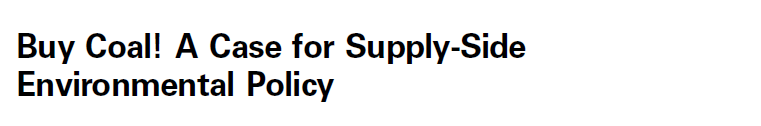 Buy Coal! A Case for Supply-Side
Environmental Policy